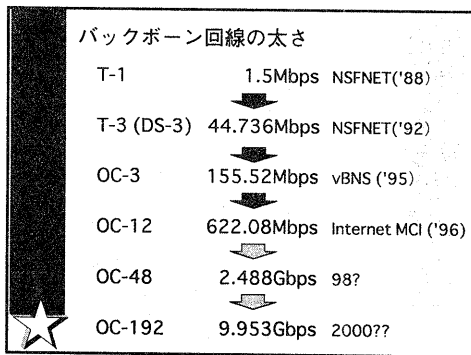 バックボーン回線の太さ
T-1 1.5Mbps NSFNET('88)
T-3 (DS-3) 44.736Mbps NSFNET('92)
OC-3 155.52Mbps vBNS ('95)
OC-12 622.08Mbps Internet MCI ('96)
OC-48 2.488Gbps 98?
OC-192 9.953Gbps 2000??